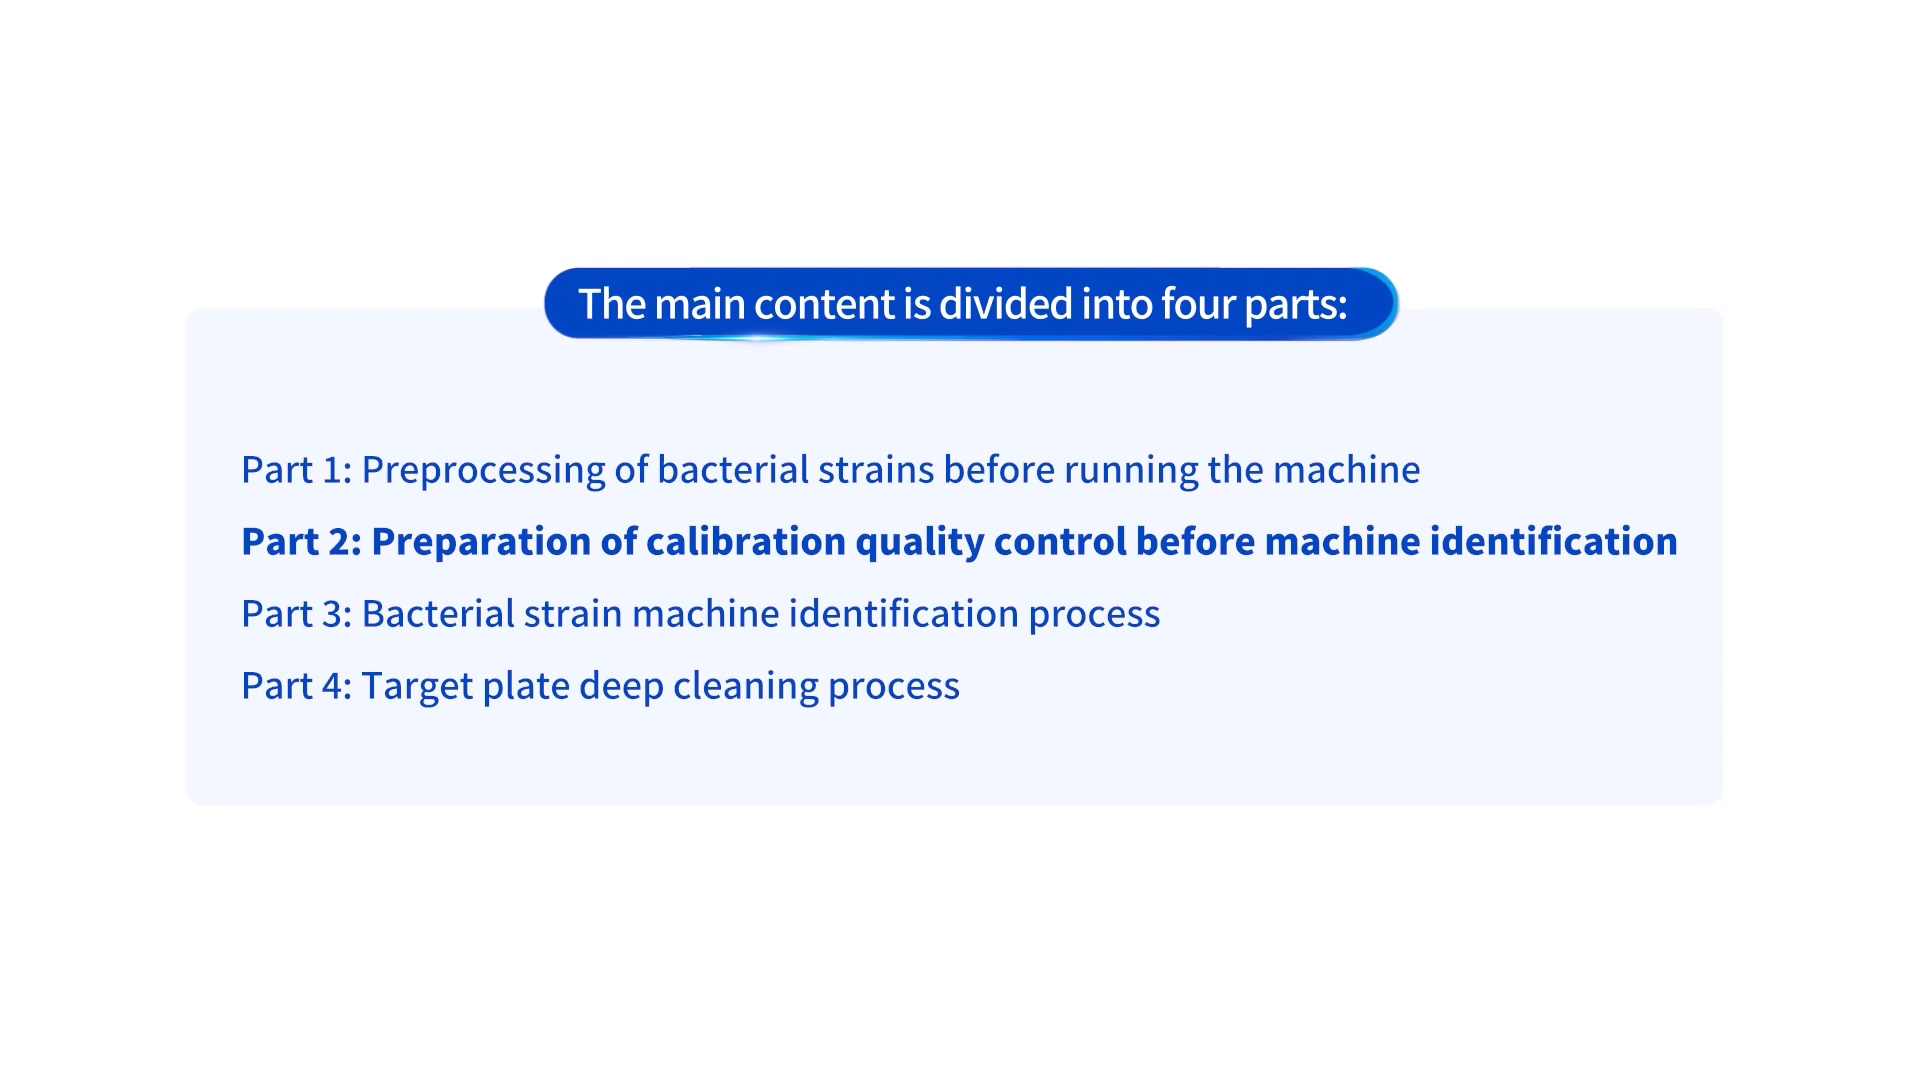 The main content is divided into four parts:
Part 1: Preprocessing of bacterial strains before running the machine
Part 2: Preparation of calibration quality control before machine identification
Part 3: Bacterial strain machine identification process
Part 4: Target plate deep cleaning process